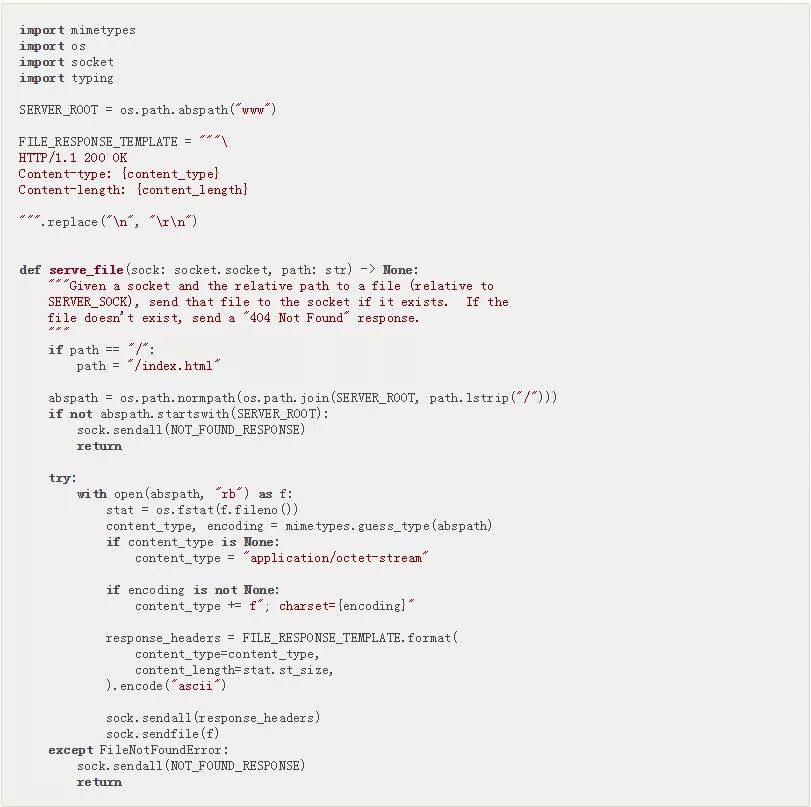 import mimetypes
import os
import socket
import typing

SERVER_ROOT = os.path.abspath("www")

FILE_RESPONSE_TEMPLATE = """\
HTTP/1.1 200 OK
Content-type: {content_type}
Content-length: {content_length}

""".replace("\n", "\r\n")


def serve_file(sock: socket.socket, path: str) -> None:
    """Given a socket and the relative path to a file (relative to
    SERVER_SOCK), send that file to the socket if it exists.  If the
    file doesn't exist, send a "404 Not Found" response.
    """
    if path == "/":
        path = "/index.html"

    abspath = os.path.normpath(os.path.join(SERVER_ROOT, path.lstrip("/")))
    if not abspath.startswith(SERVER_ROOT):
        sock.sendall(NOT_FOUND_RESPONSE)
        return

    try:
        with open(abspath, "rb") as f:
            stat = os.fstat(f.fileno())
            content_type, encoding = mimetypes.guess_type(abspath)
            if content_type is None:
                content_type = "application/octet-stream"

            if encoding is not None:
                content_type += f"; charset={encoding}"

            response_headers = FILE_RESPONSE_TEMPLATE.format(
                content_type=content_type,
                content_length=stat.st_size,
            ).encode("ascii")

            sock.sendall(response_headers)
            sock.sendfile(f)
    except FileNotFoundError:
        sock.sendall(NOT_FOUND_RESPONSE)
        return